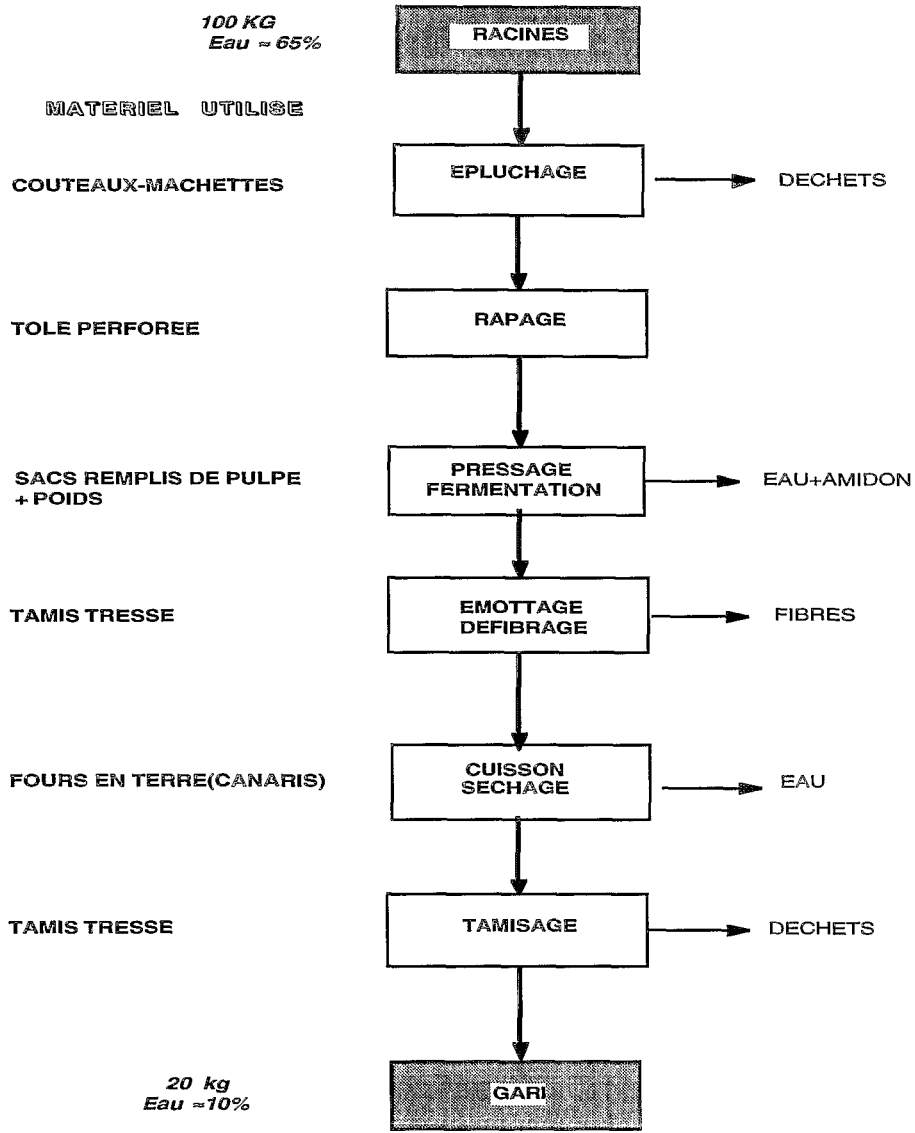 100 KG
Eau ≈ 65%
RACINES
MATERIEL UTILISE
COUTEAUX-MACHETTES
EPLUCHAGE
DECHETS
TOLE PERFOREE
RAPAGE
SACS REMPLIS DE PULPE
+ POIDS
PRESSAGE
FERMENTATION
EAU+AMIDON
TAMIS TRESSE
EMOTTAGE
DEFIBRAGE
FIBRES
FOURS EN TERRE(CANARIS)
CUISSON
SECHAGE
EAU
TAMIS TRESSE
TAMISAGE
DECHETS
20 kg
Eau ≈10%
GARI